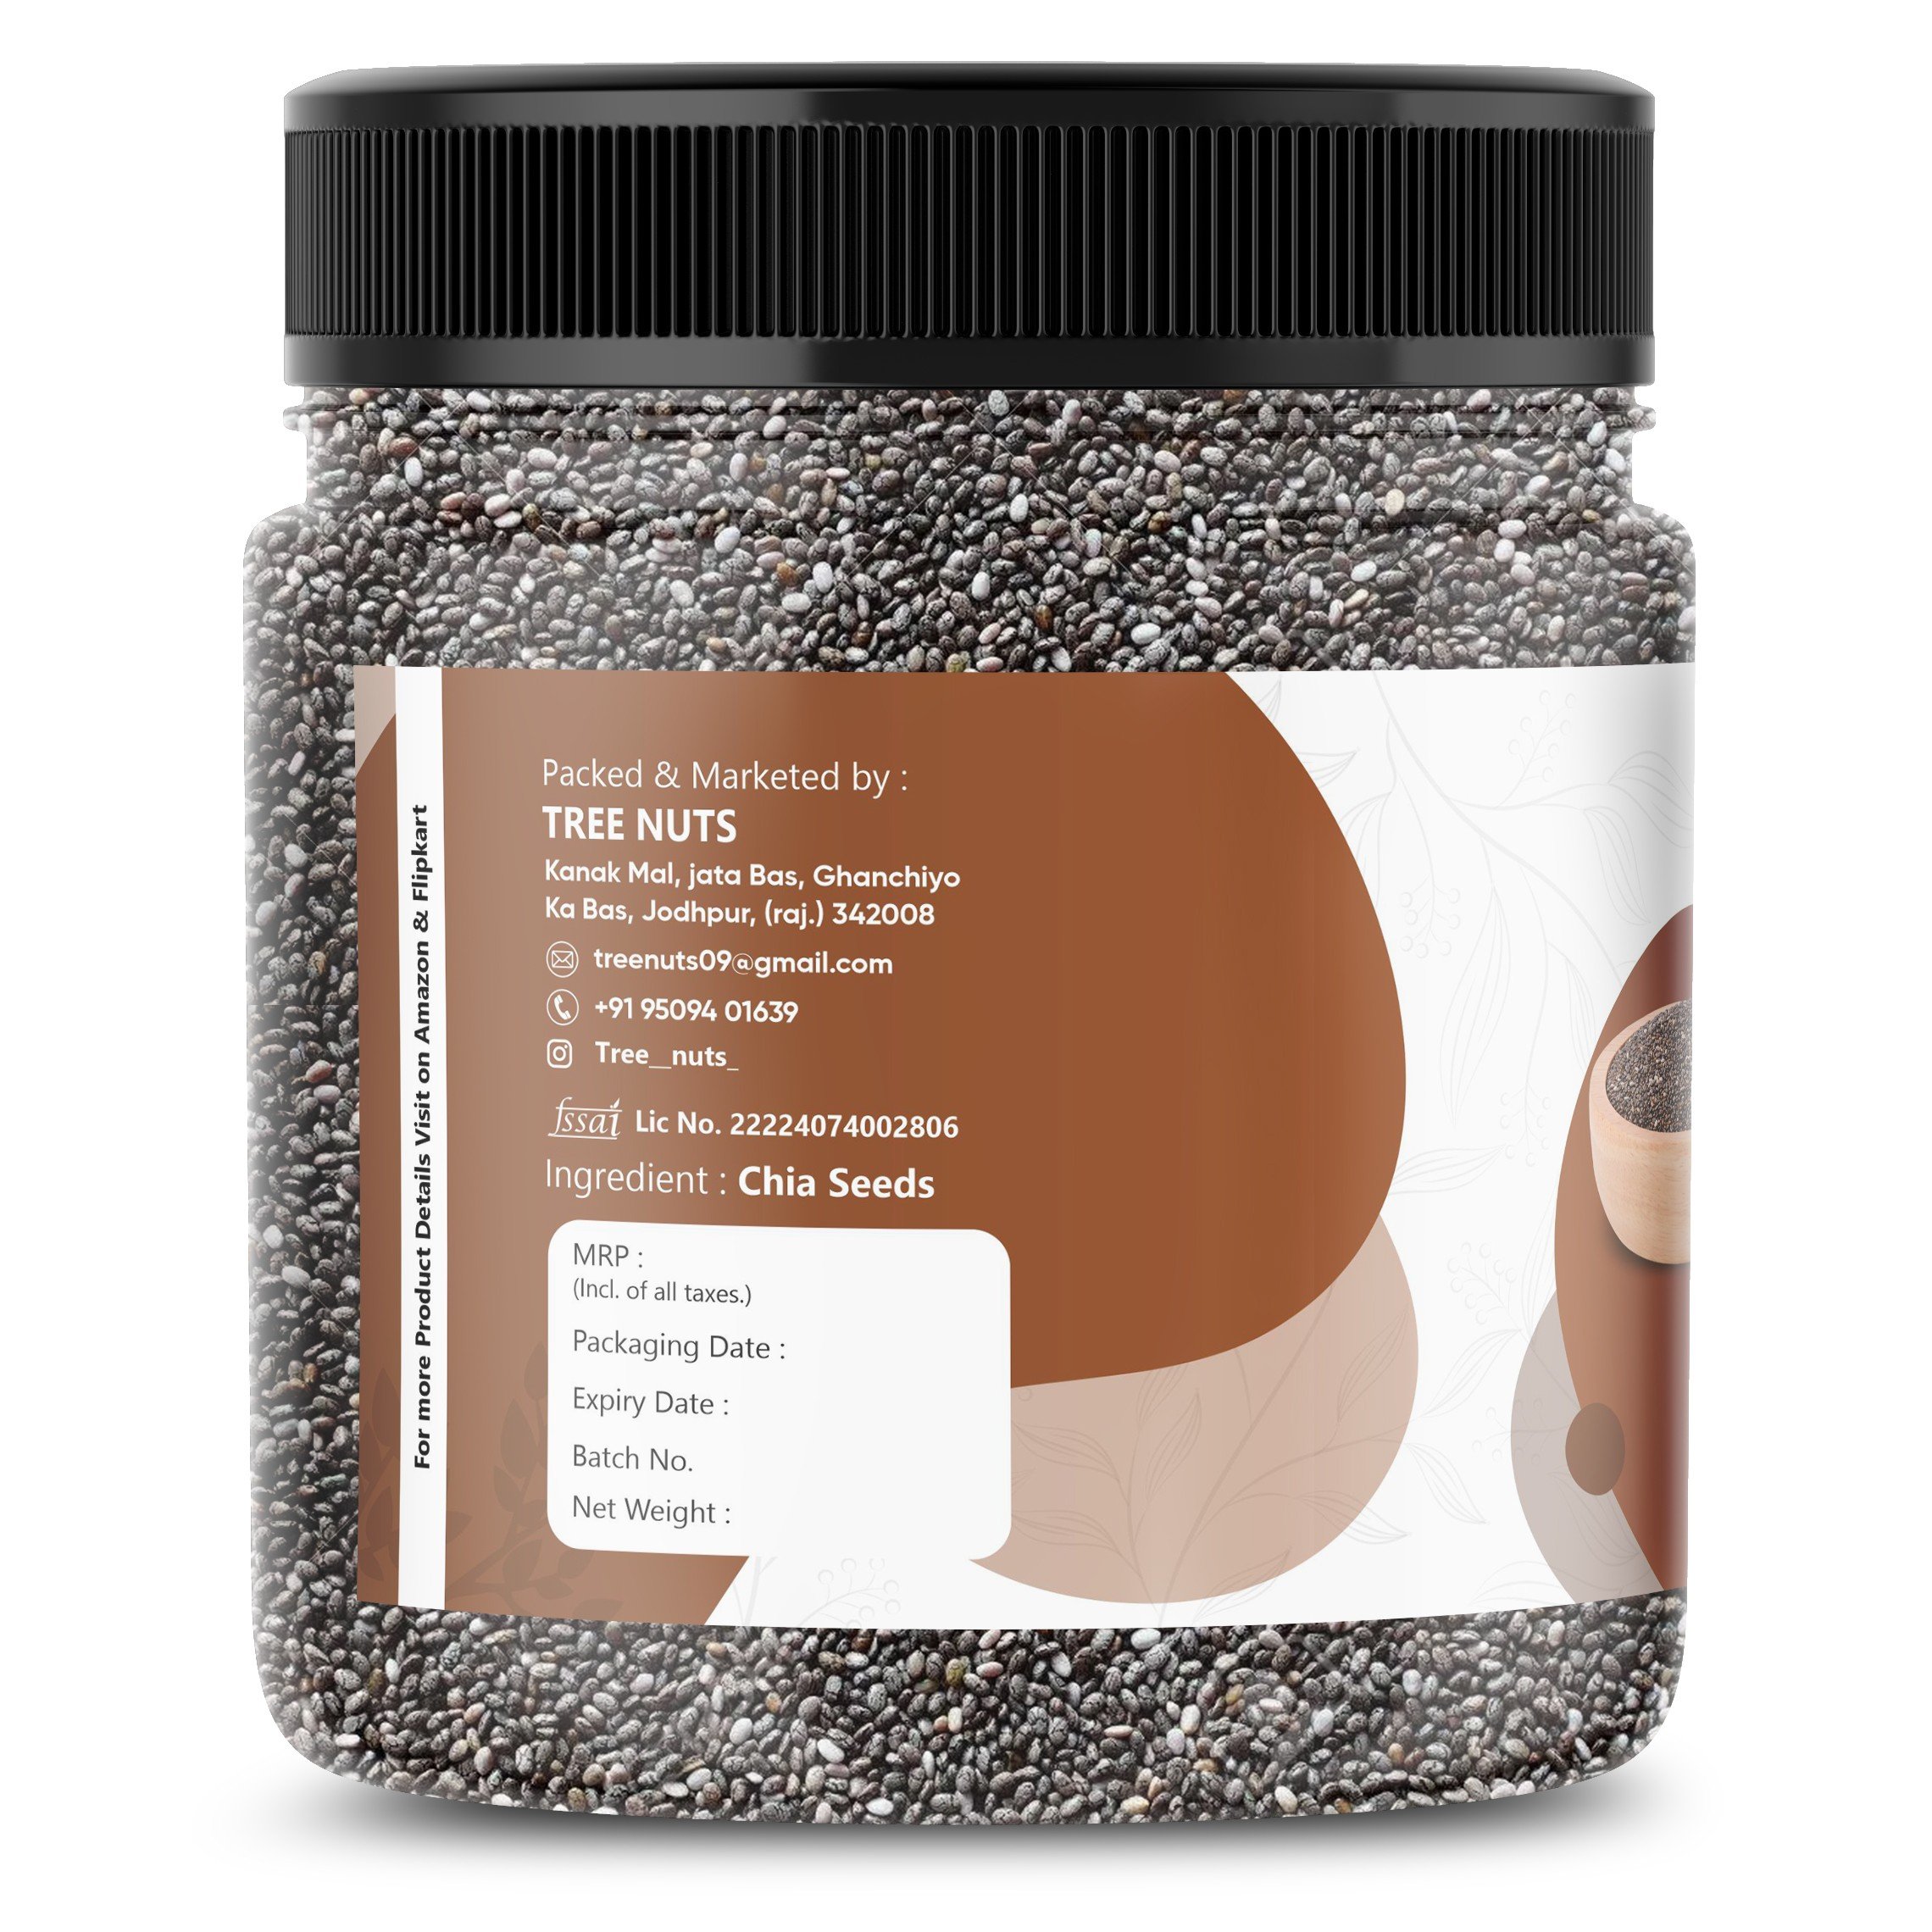 Packed & Marketed by :
TREE NUTS
Kanak Mal, jata Bas, Ghanchiyo
Ka Bas, Jodhpur, (raj.) 342008
treenuts09@gmail.com
+91 95094 01639
Tree__nuts_
fssai Lic No. 22224074002806
Ingredient : Chia Seeds
MRP :
(Incl. of all taxes.)
Packaging Date :
Expiry Date :
Batch No.
Net Weight :
For more Product Details Visit on Amazon & Flipkart